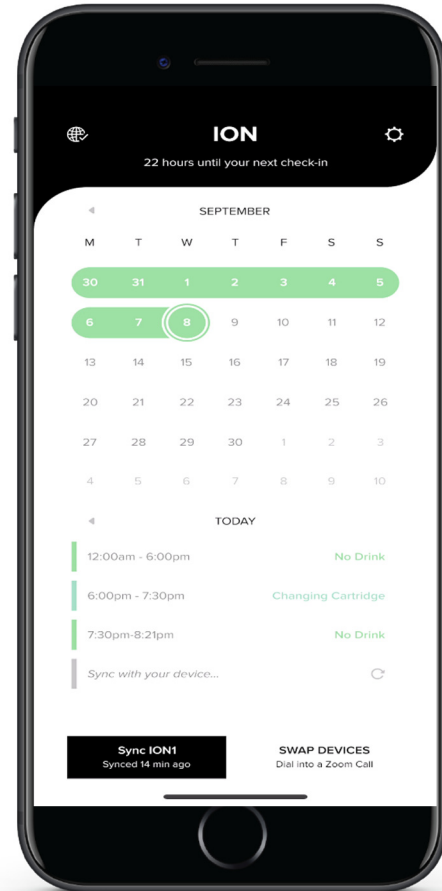 ION
22 hours until your next check-in
SEPTEMBER
M T W T F S S
30 31 1 2 3 4 5
6 7 8 9 10 11 12
13 14 15 16 17 18 19
20 21 22 23 24 25 26
27 28 29 30 1 2 3
4 5 6 7 8 9 10
TODAY
12:00am - 6:00pm No Drink
6:00pm - 7:30pm Changing Cartridge
7:30pm-8:21pm No Drink
Sync with your device...
Sync ION1 SWAP DEVICES
Synced 14 min ago Dial into a Zoom Call